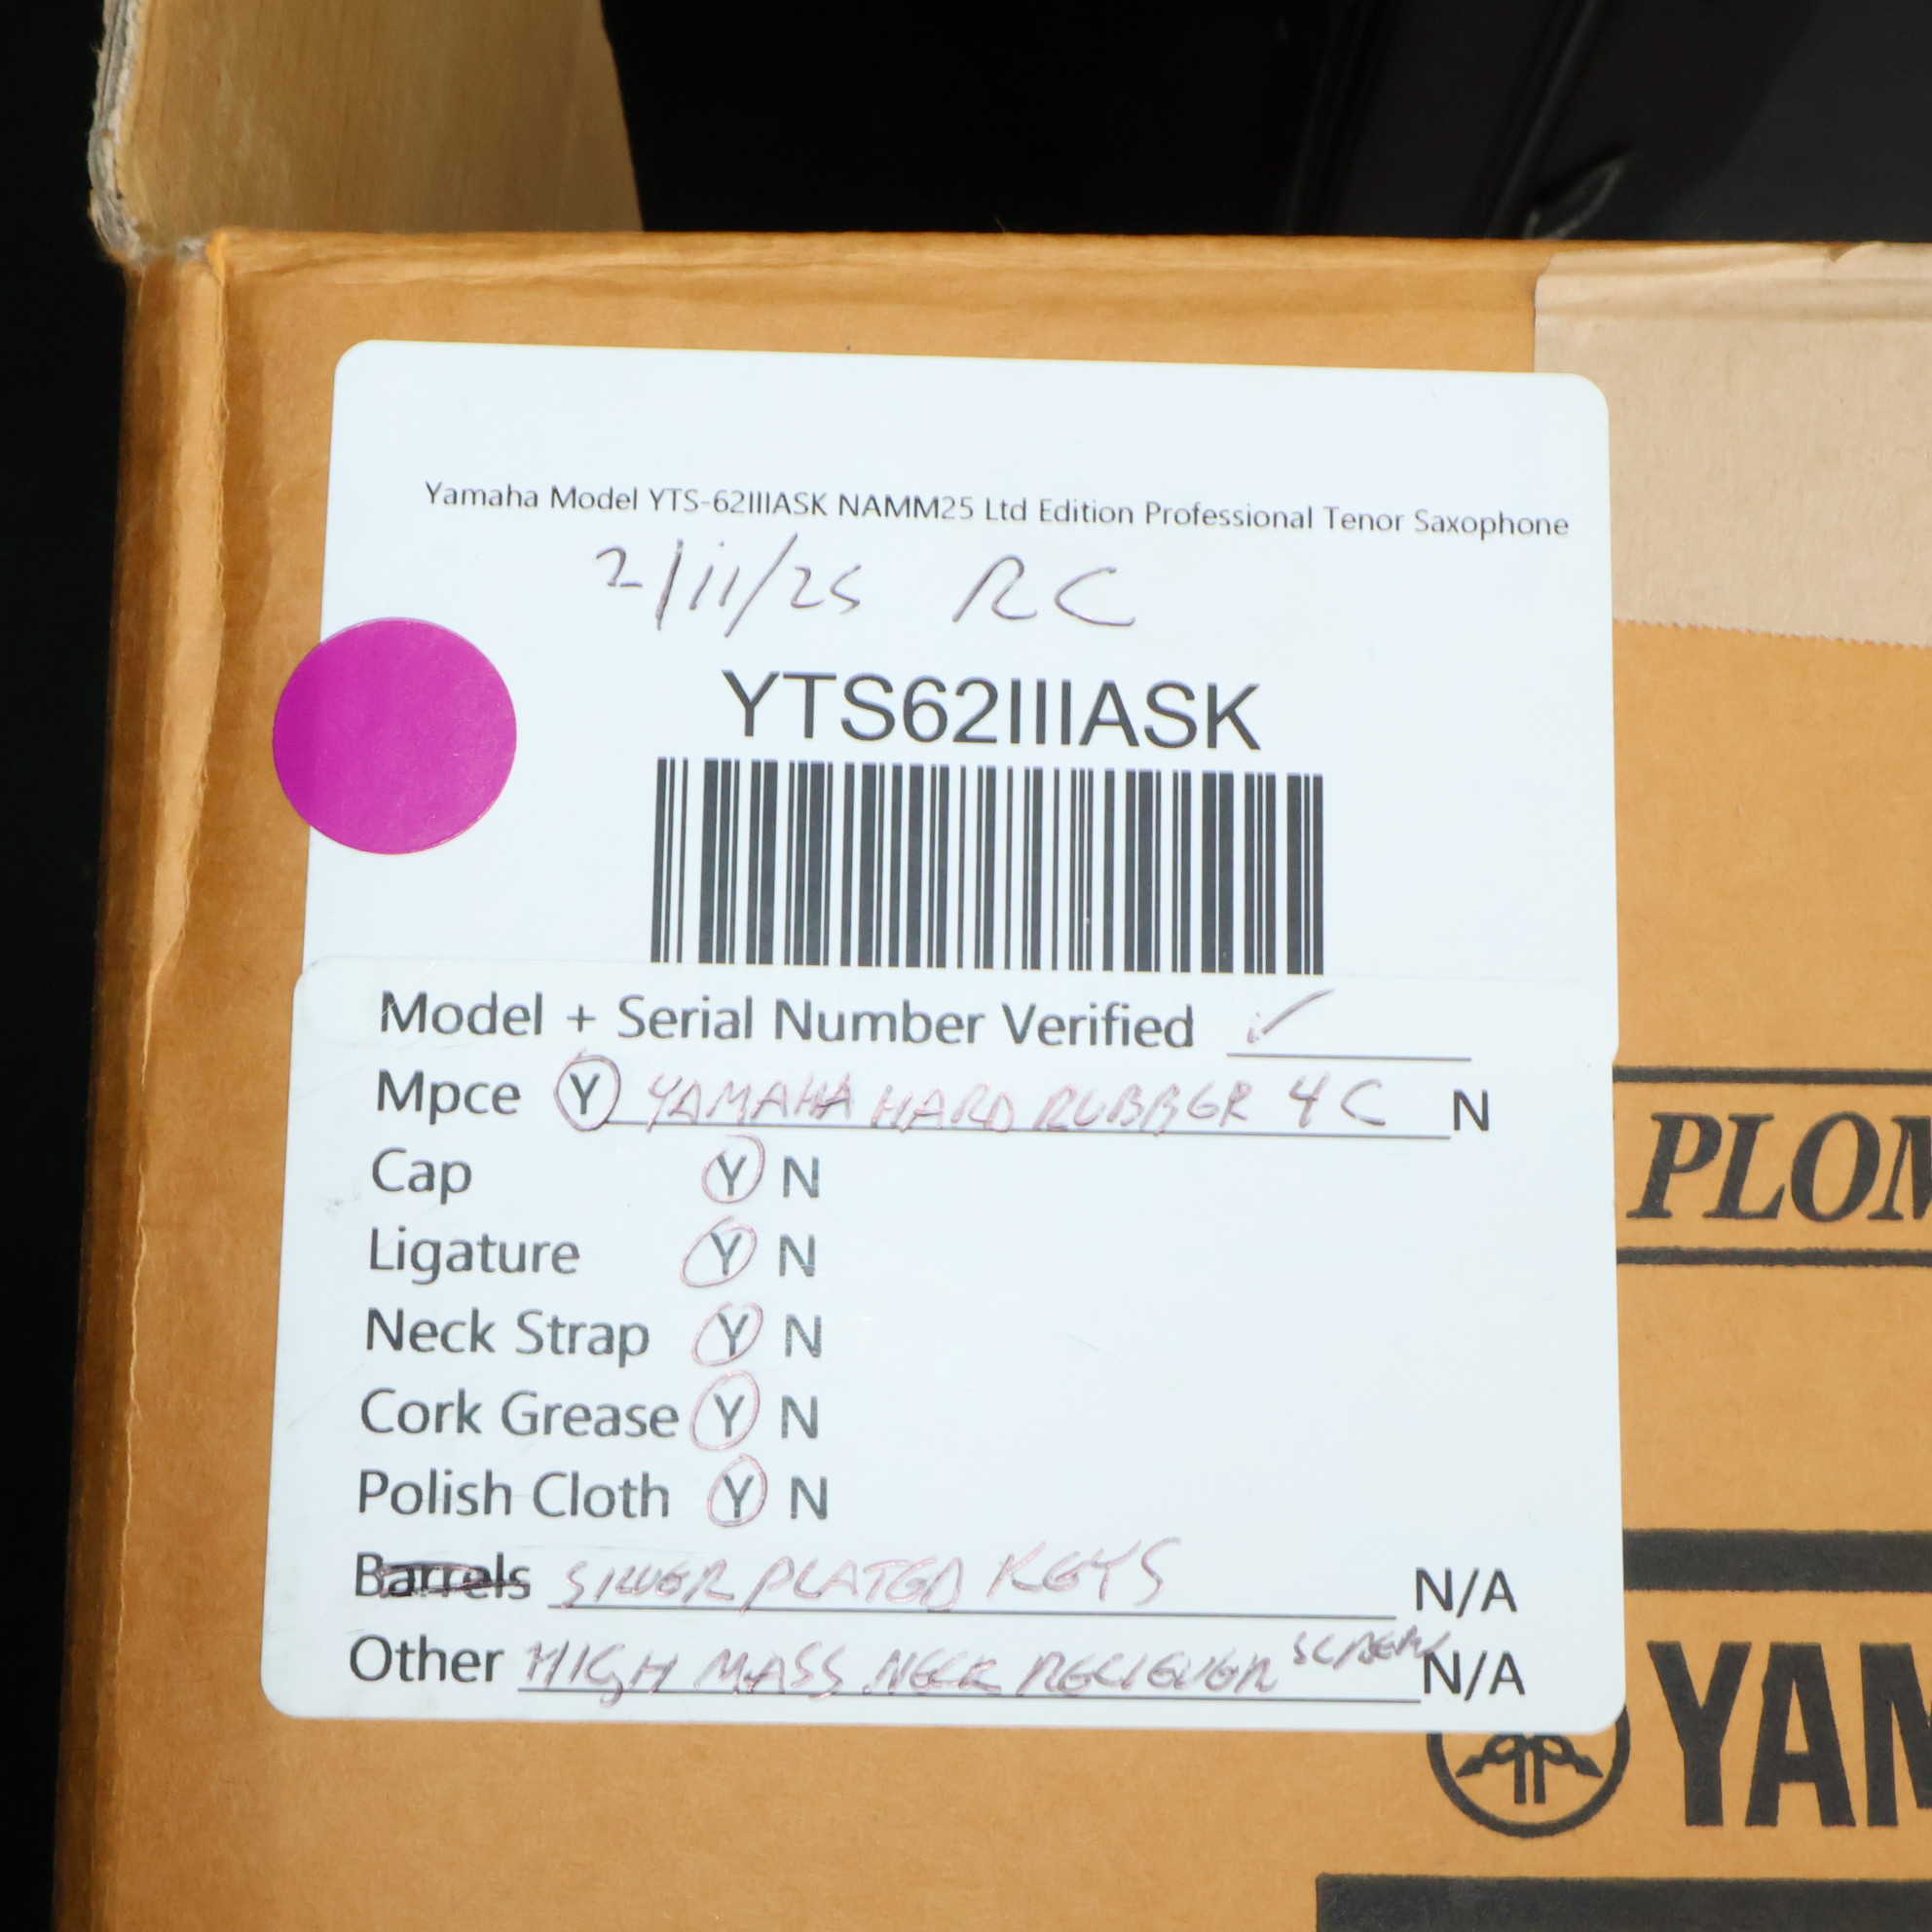 Yamaha Model YTS-62IIIASK NAMM25 Ltd Edition Professional Tenor Saxophone
2/11/25 RC
YTS62IIIASK
Model + Serial Number Verified ✓
Mpce Y YAMAHA HARD RUBBER 4C N
Cap Y N
Ligature Y N
Neck Strap Y N
Cork Grease Y N
Polish Cloth Y N
Barrels SILVER PLATED KEYS N/A
Other HIGH MASS NECK RECIEVER SCREW N/A
PLOM
YAM